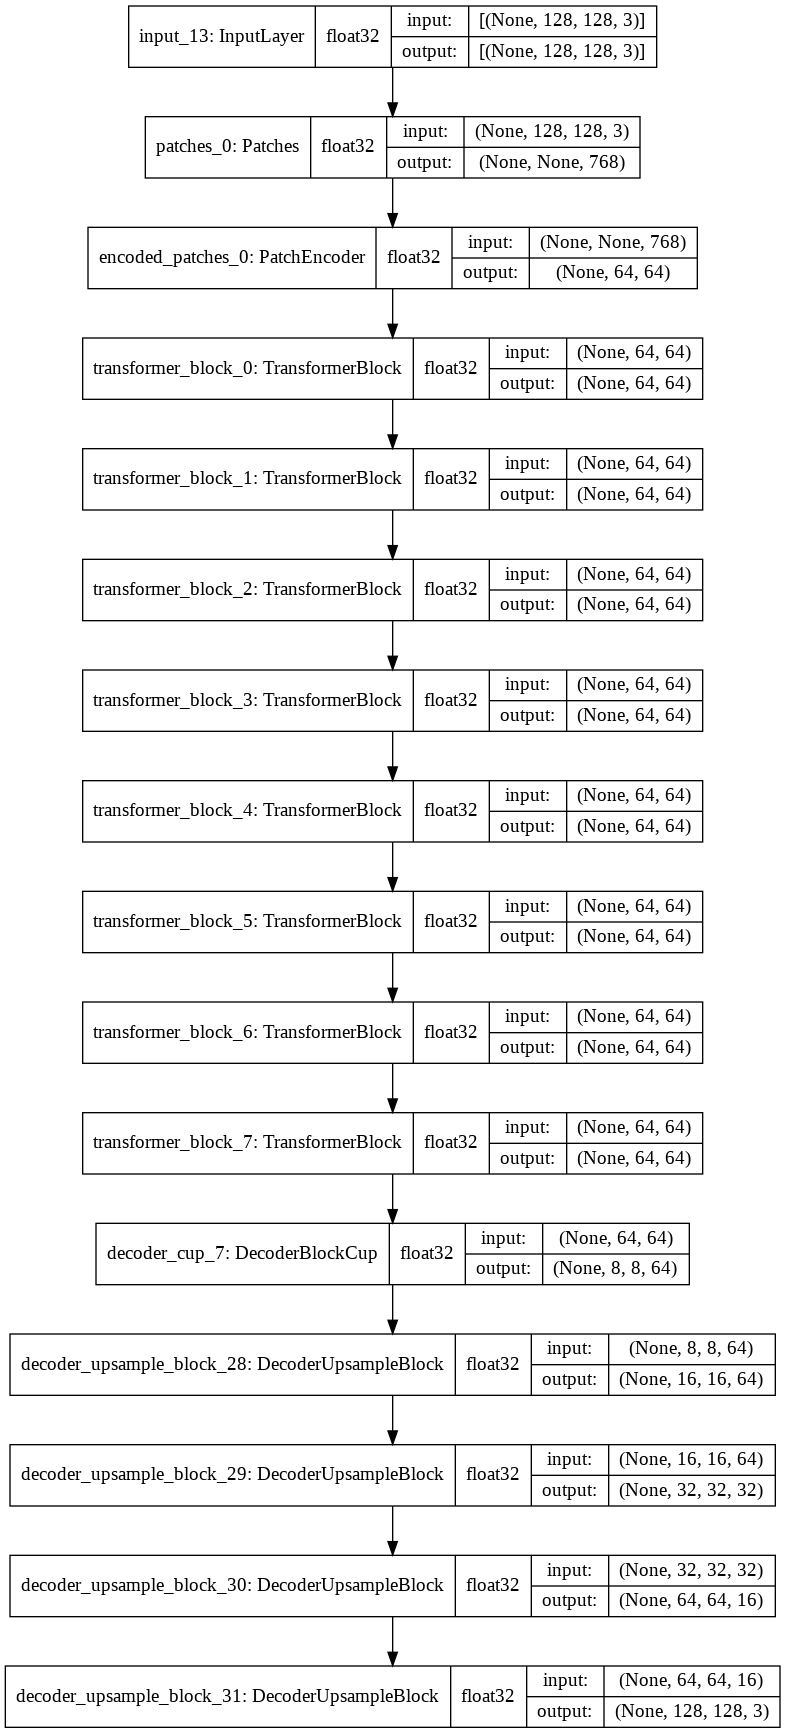 input_13: InputLayer float32 input: [(None, 128, 128, 3)]
output: [(None, 128, 128, 3)]
patches_0: Patches float32 input: (None, 128, 128, 3)
output: (None, None, 768)
encoded_patches_0: PatchEncoder float32 input: (None, None, 768)
output: (None, 64, 64)
transformer_block_0: TransformerBlock float32 input: (None, 64, 64)
output: (None, 64, 64)
transformer_block_1: TransformerBlock float32 input: (None, 64, 64)
output: (None, 64, 64)
transformer_block_2: TransformerBlock float32 input: (None, 64, 64)
output: (None, 64, 64)
transformer_block_3: TransformerBlock float32 input: (None, 64, 64)
output: (None, 64, 64)
transformer_block_4: TransformerBlock float32 input: (None, 64, 64)
output: (None, 64, 64)
transformer_block_5: TransformerBlock float32 input: (None, 64, 64)
output: (None, 64, 64)
transformer_block_6: TransformerBlock float32 input: (None, 64, 64)
output: (None, 64, 64)
transformer_block_7: TransformerBlock float32 input: (None, 64, 64)
output: (None, 64, 64)
decoder_cup_7: DecoderBlockCup float32 input: (None, 64, 64)
output: (None, 8, 8, 64)
decoder_upsample_block_28: DecoderUpsampleBlock float32 input: (None, 8, 8, 64)
output: (None, 16, 16, 64)
decoder_upsample_block_29: DecoderUpsampleBlock float32 input: (None, 16, 16, 64)
output: (None, 32, 32, 32)
decoder_upsample_block_30: DecoderUpsampleBlock float32 input: (None, 32, 32, 32)
output: (None, 64, 64, 16)
decoder_upsample_block_31: DecoderUpsampleBlock float32 input: (None, 64, 64, 16)
output: (None, 128, 128, 3)